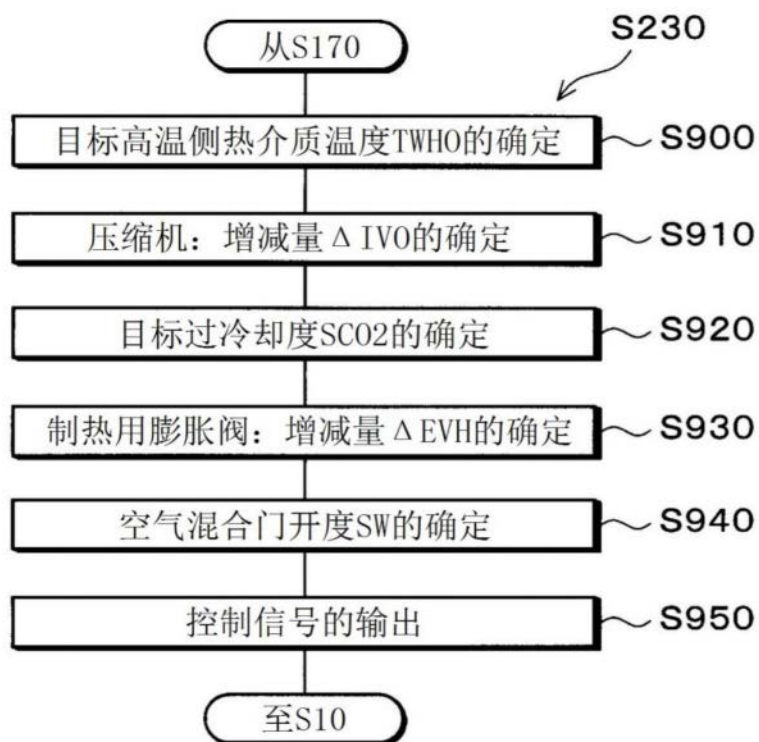 S230
从S170
目标高温侧热介质温度TWHO的确定 S900
压缩机：增减量ΔIVO的确定 S910
目标过冷却度SCO2的确定 S920
制热用膨胀阀：增减量ΔEVH的确定 S930
空气混合门开度SW的确定 S940
控制信号的输出 S950
至S10